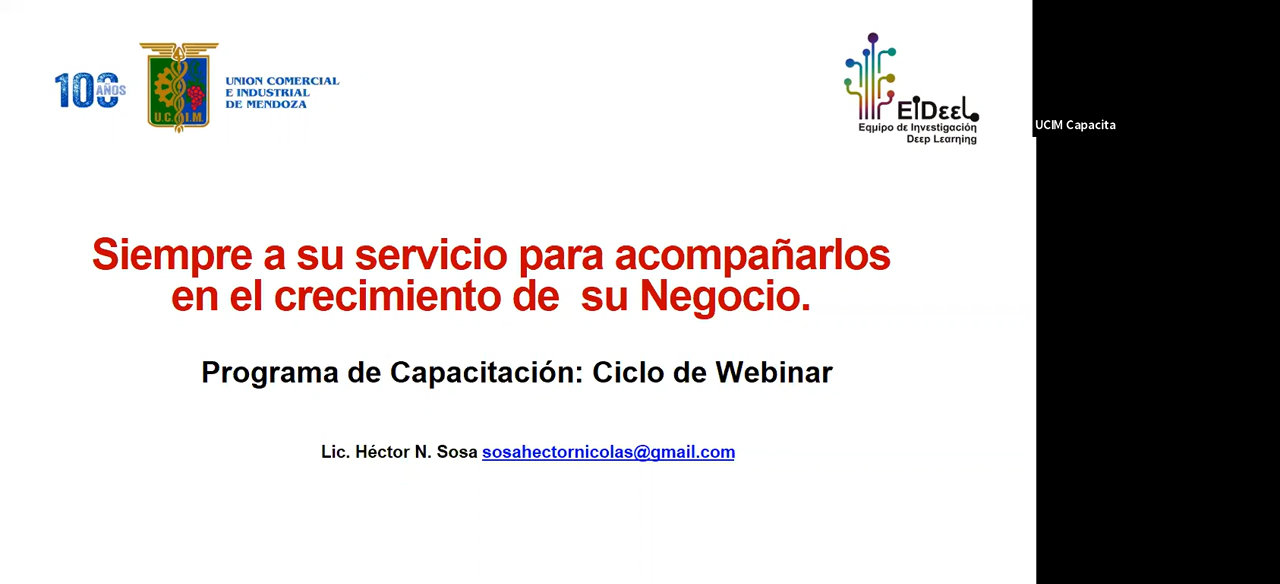 100 AÑOS
U.C.I.M.
UNION COMERCIAL
E INDUSTRIAL
DE MENDOZA
EIDeeL
Equipo de Investigación
Deep Learning
UCIM Capacita
Siempre a su servicio para acompañarlos
en el crecimiento de su Negocio.
Programa de Capacitación: Ciclo de Webinar
Lic. Héctor N. Sosa sosahectornicolas@gmail.com